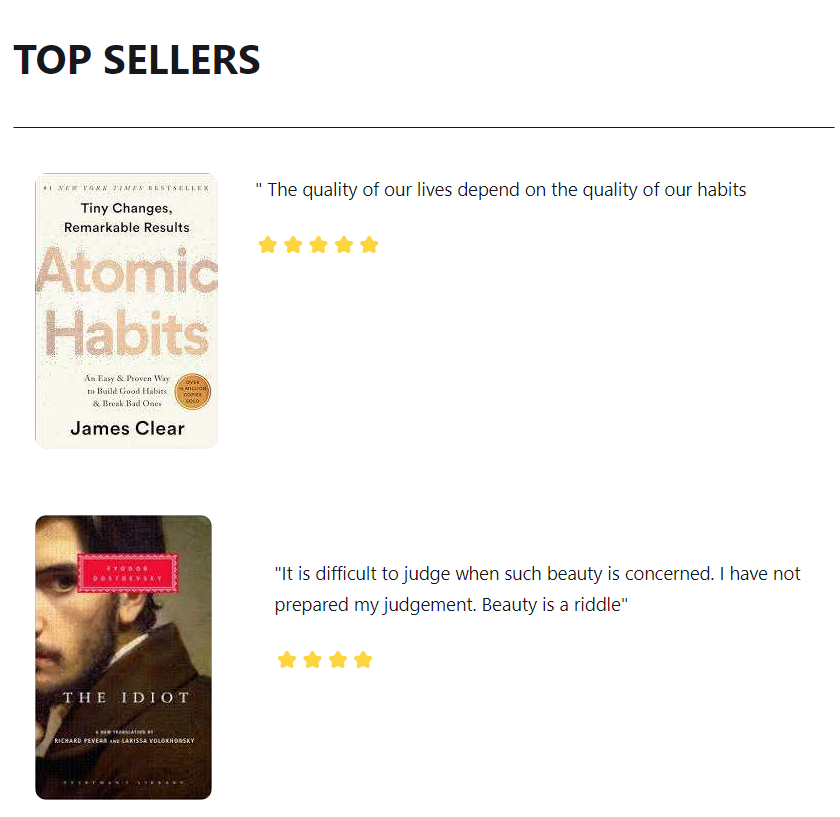 TOP SELLERS
#1 NEW YORK TIMES BESTSELLER
Tiny Changes,
Remarkable Results
" The quality of our lives depend on the quality of our habits
Atomic
Habits
An Easy & Proven Way
to Build Good Habits
& Break Bad Ones
OVER
10 MILLION
COPIES
SOLD
James Clear
FYODOR
DOSTOEVSKY
"It is difficult to judge when such beauty is concerned. I have not
prepared my judgement. Beauty is a riddle"
THE IDIOT
A NEW TRANSLATION BY
RICHARD PEVEAR AND LARISSA VOLOKHONSKY
EVERYMAN'S LIBRARY